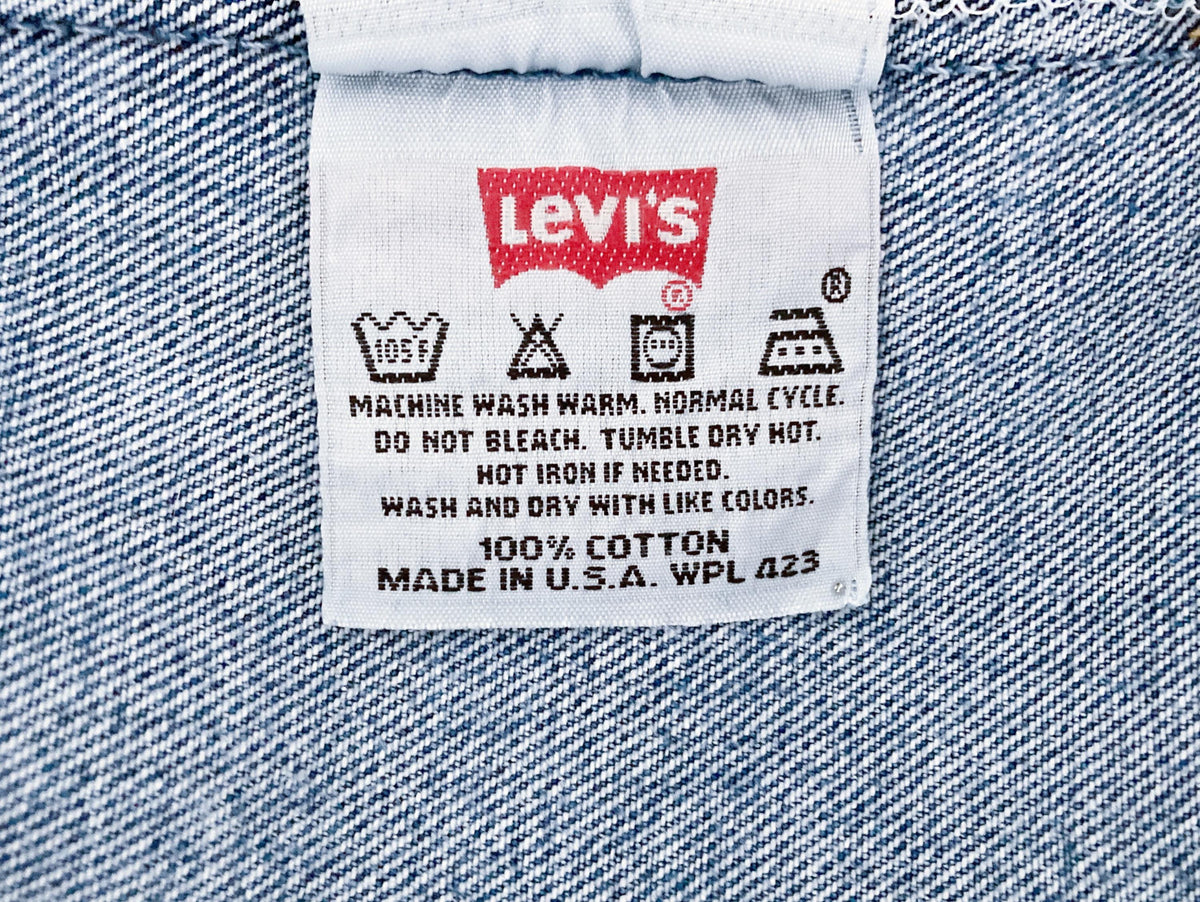 Levi's
®
®
105°F
MACHINE WASH WARM. NORMAL CYCLE.
DO NOT BLEACH. TUMBLE DRY HOT.
HOT IRON IF NEEDED.
WASH AND DRY WITH LIKE COLORS.
100% COTTON
MADE IN U.S.A. WPL 423